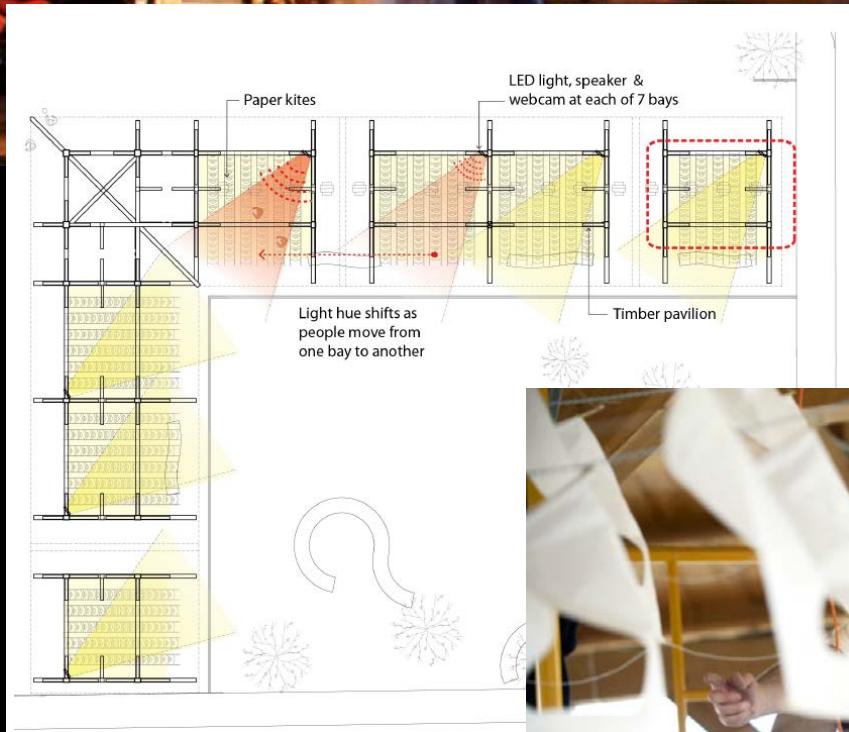 Paper kites
LED light, speaker &
webcam at each of 7 bays
Light hue shifts as
people move from
one bay to another
Timber pavilion